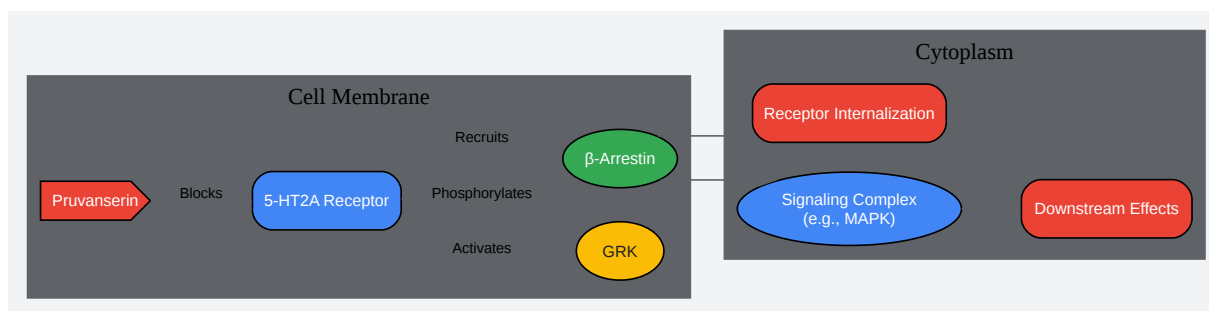 Cell Membrane
Pruvanserin
Blocks
5-HT2A Receptor
Recruits
Phosphorylates
Activates
β-Arrestin
GRK
Cytoplasm
Receptor Internalization
Signaling Complex
(e.g., MAPK)
Downstream Effects